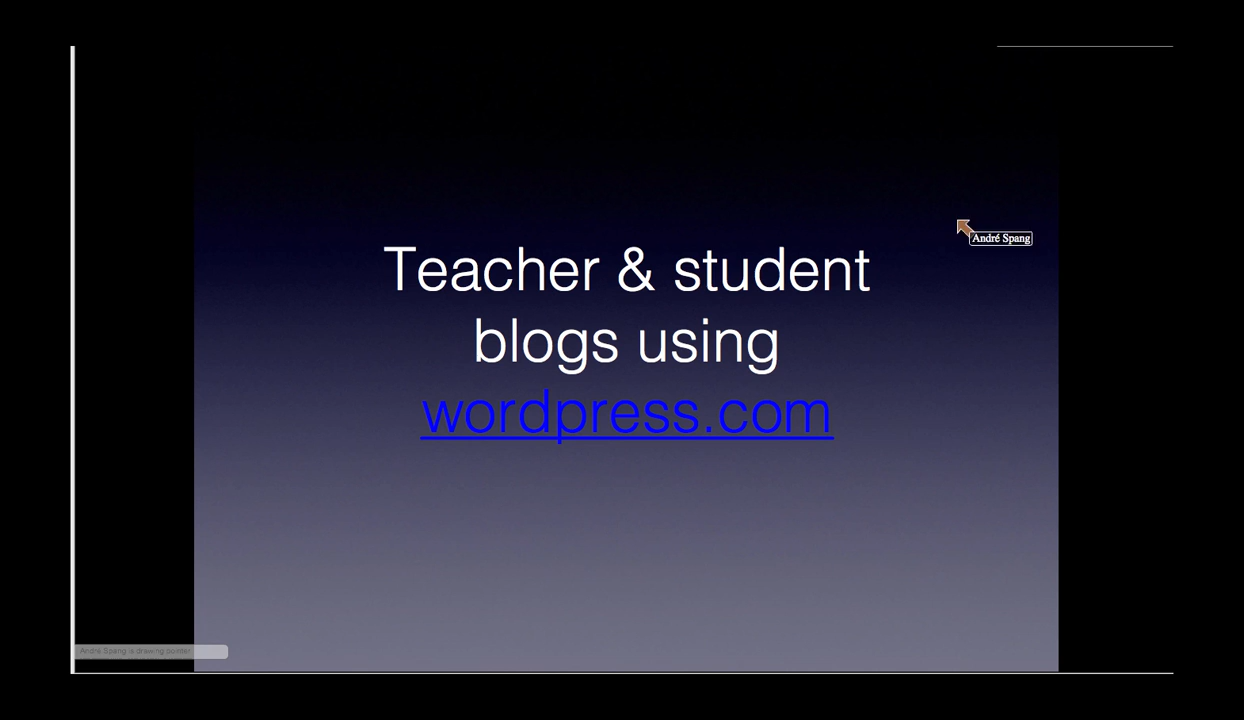 André Spang
Teacher & student
blogs using
wordpress.com
André Spang is drawing pointer